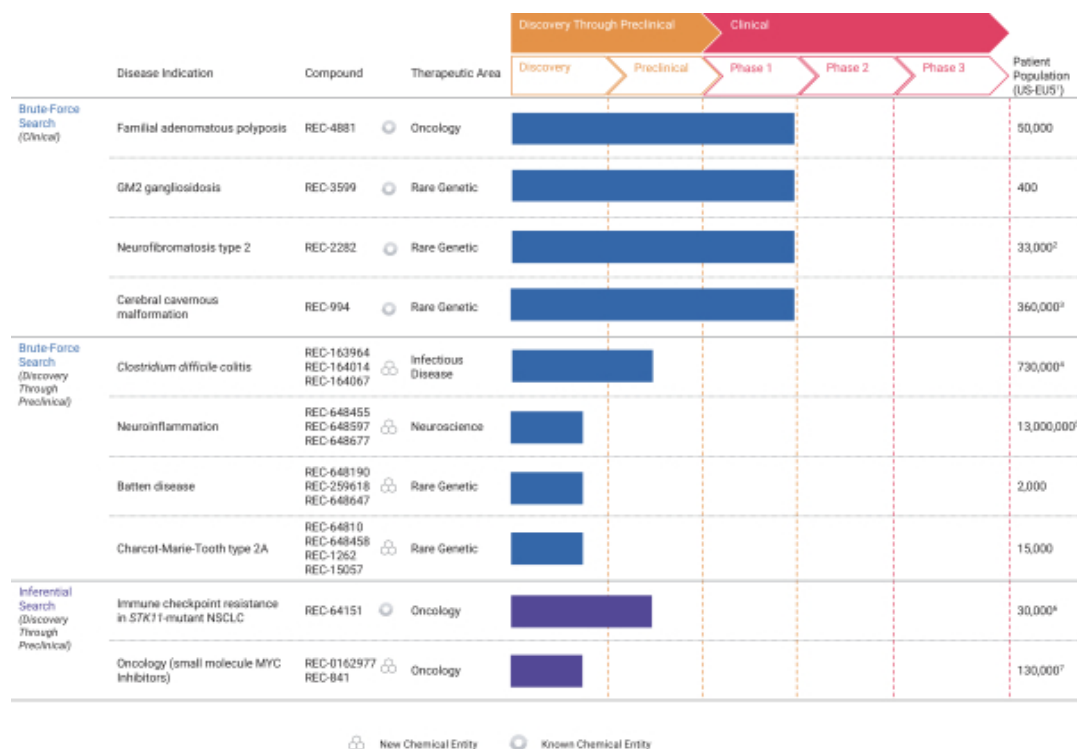 Discovery Through Preclinical
Clinical
Disease Indication
Compound
Therapeutic Area
Discovery
Preclinical
Phase 1
Phase 2
Phase 3
Patient
Population
(US-EU5¹)
Brute-Force
Search
(Clinical)
Familial adenomatous polyposis
REC-4881
Oncology
50,000
GM2 gangliosidosis
REC-3599
Rare Genetic
400
Neurofibromatosis type 2
REC-2282
Rare Genetic
33,000²
Cerebral cavernous
malformation
REC-994
Rare Genetic
360,000³
Brute-Force
Search
(Discovery
Through
Preclinical)
Clostridium difficile colitis
REC-163964
REC-164014
REC-164067
Infectious
Disease
730,000⁴
Neuroinflammation
REC-648455
REC-648597
REC-648677
Neuroscience
13,000,000⁵
Batten disease
REC-648190
REC-259618
REC-648647
Rare Genetic
2,000
Charcot-Marie-Tooth type 2A
REC-64810
REC-648458
REC-1262
REC-15057
Rare Genetic
15,000
Inferential
Search
(Discovery
Through
Preclinical)
Immune checkpoint resistance
in STK11-mutant NSCLC
REC-64151
Oncology
30,000⁶
Oncology (small molecule MYC
Inhibitors)
REC-0162977
REC-841
Oncology
130,000⁷
New Chemical Entity
Known Chemical Entity